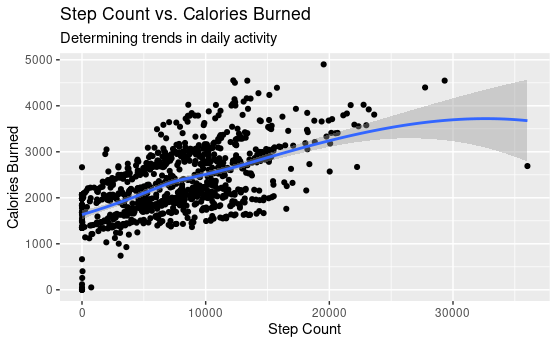 Step Count vs. Calories Burned
Determining trends in daily activity
Calories Burned
5000
4000
3000
2000
1000
0
0 10000 20000 30000
Step Count